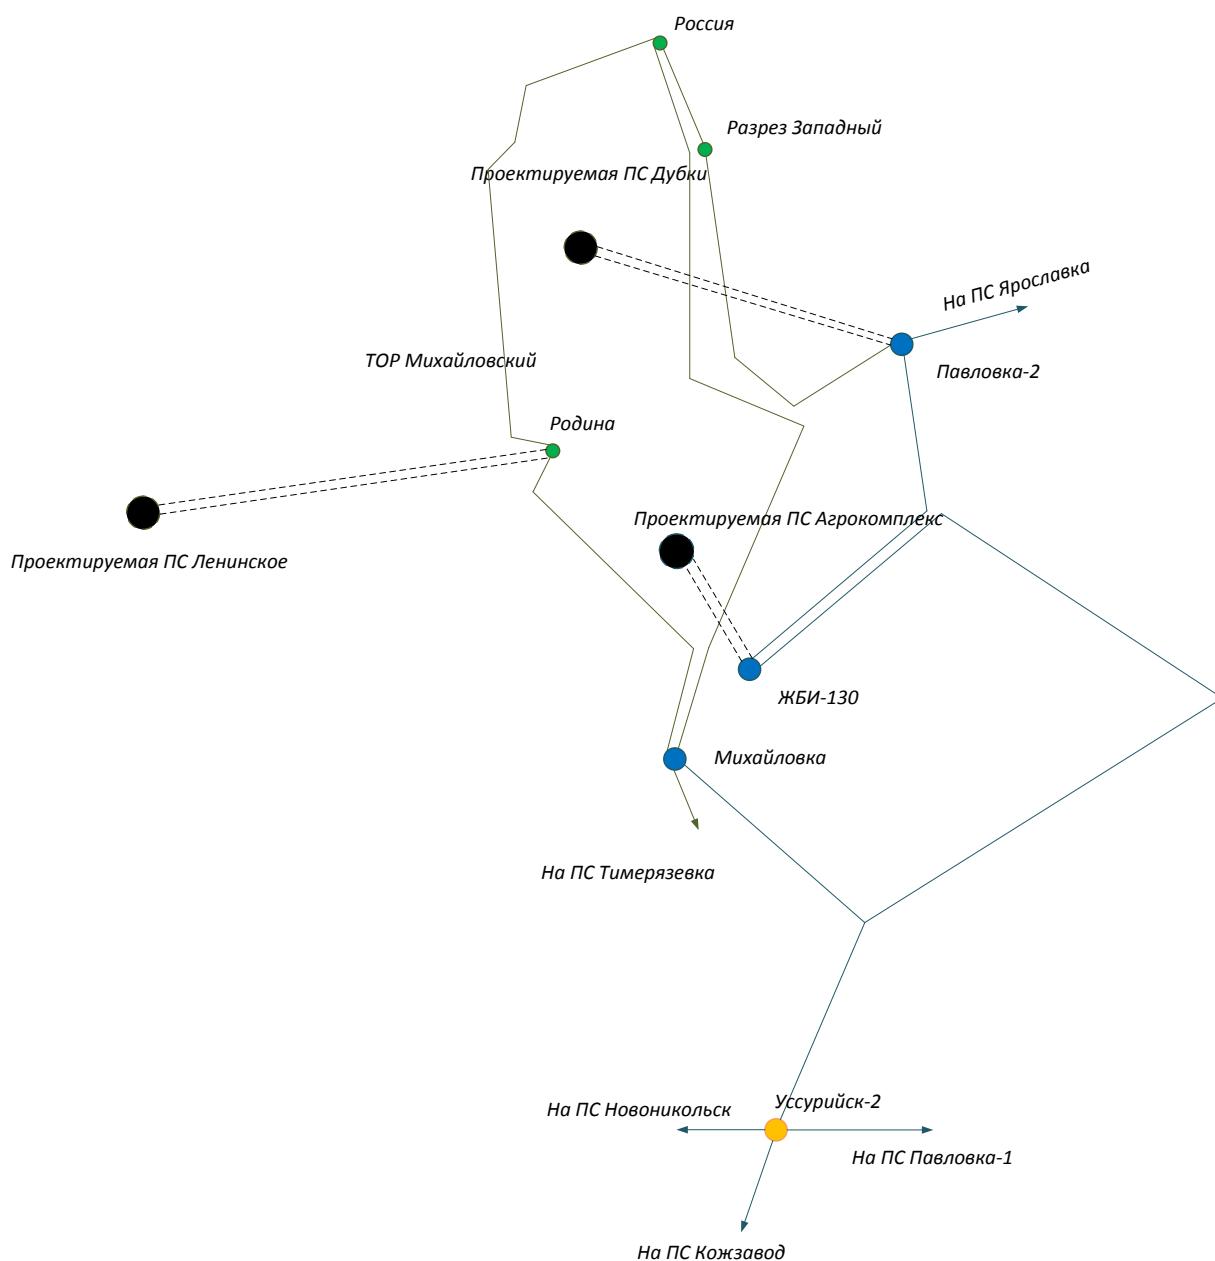 Россия
Разрез Западный
Проектируемая ПС Дубки
На ПС Ярославка
ТОР Михайловский
Павловка-2
Родина
Проектируемая ПС Агрокомплекс
Проектируемая ПС Ленинское
ЖБИ-130
Михайловка
На ПС Тимерязевка
Уссурийск-2
На ПС Новоникольск
На ПС Павловка-1
На ПС Кожзавод